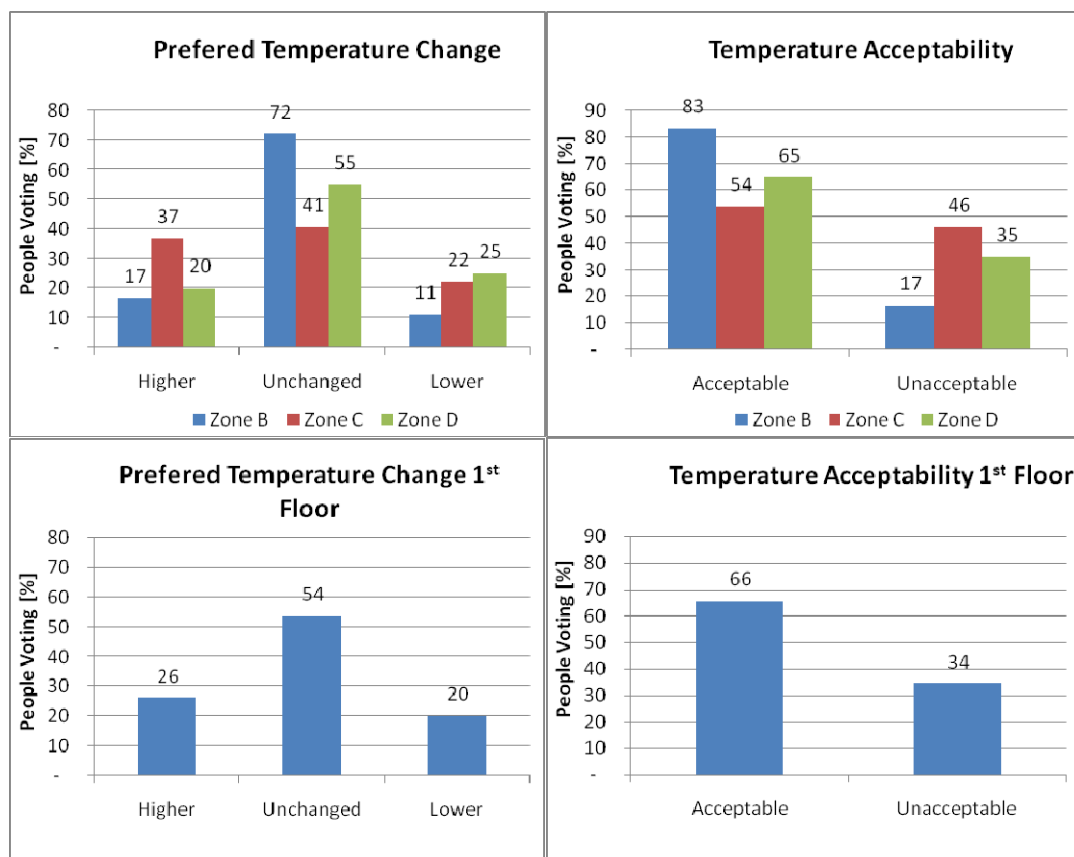 Prefered Temperature Change
People Voting [%]
80
70
60
50
40
30
20
10
-
17
37
20
72
41
55
11
22
25
Higher
Unchanged
Lower
Zone B
Zone C
Zone D
Temperature Acceptability
People Voting [%]
90
80
70
60
50
40
30
20
10
-
83
54
65
17
46
35
Acceptable
Unacceptable
Zone B
Zone C
Zone D
Prefered Temperature Change 1st
Floor
People Voting [%]
80
70
60
50
40
30
20
10
-
26
54
20
Higher
Unchanged
Lower
Temperature Acceptability 1st Floor
People Voting [%]
90
80
70
60
50
40
30
20
10
-
66
34
Acceptable
Unacceptable